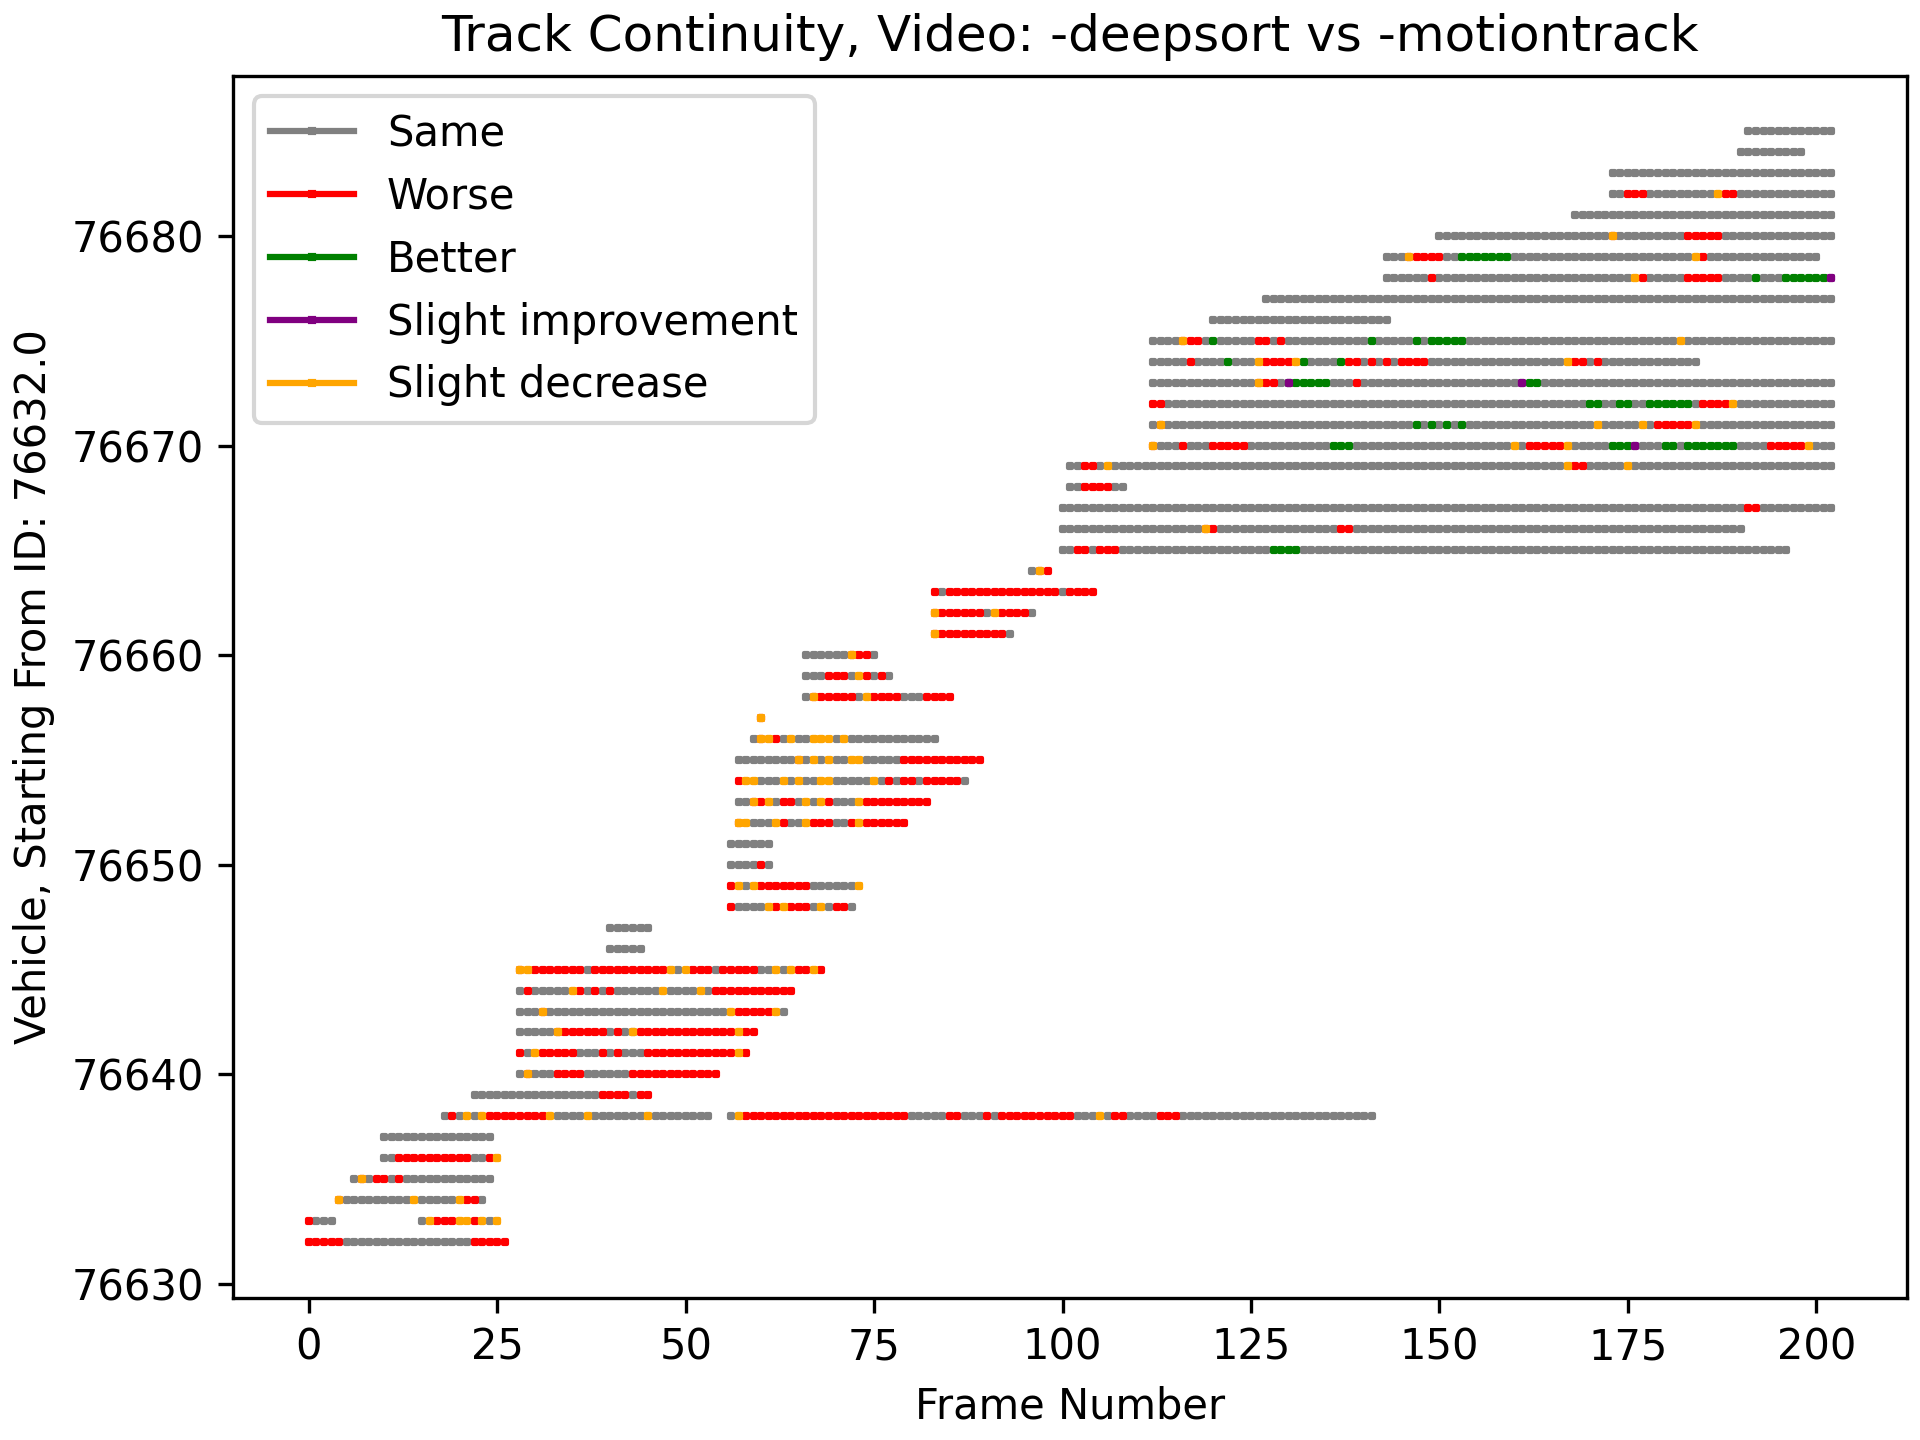 Track Continuity, Video: -deepsort vs -motiontrack
Same
Worse
Better
Slight improvement
Slight decrease
Vehicle, Starting From ID: 76632.0
76680
76670
76660
76650
76640
76630
0 25 50 75 100 125 150 175 200
Frame Number